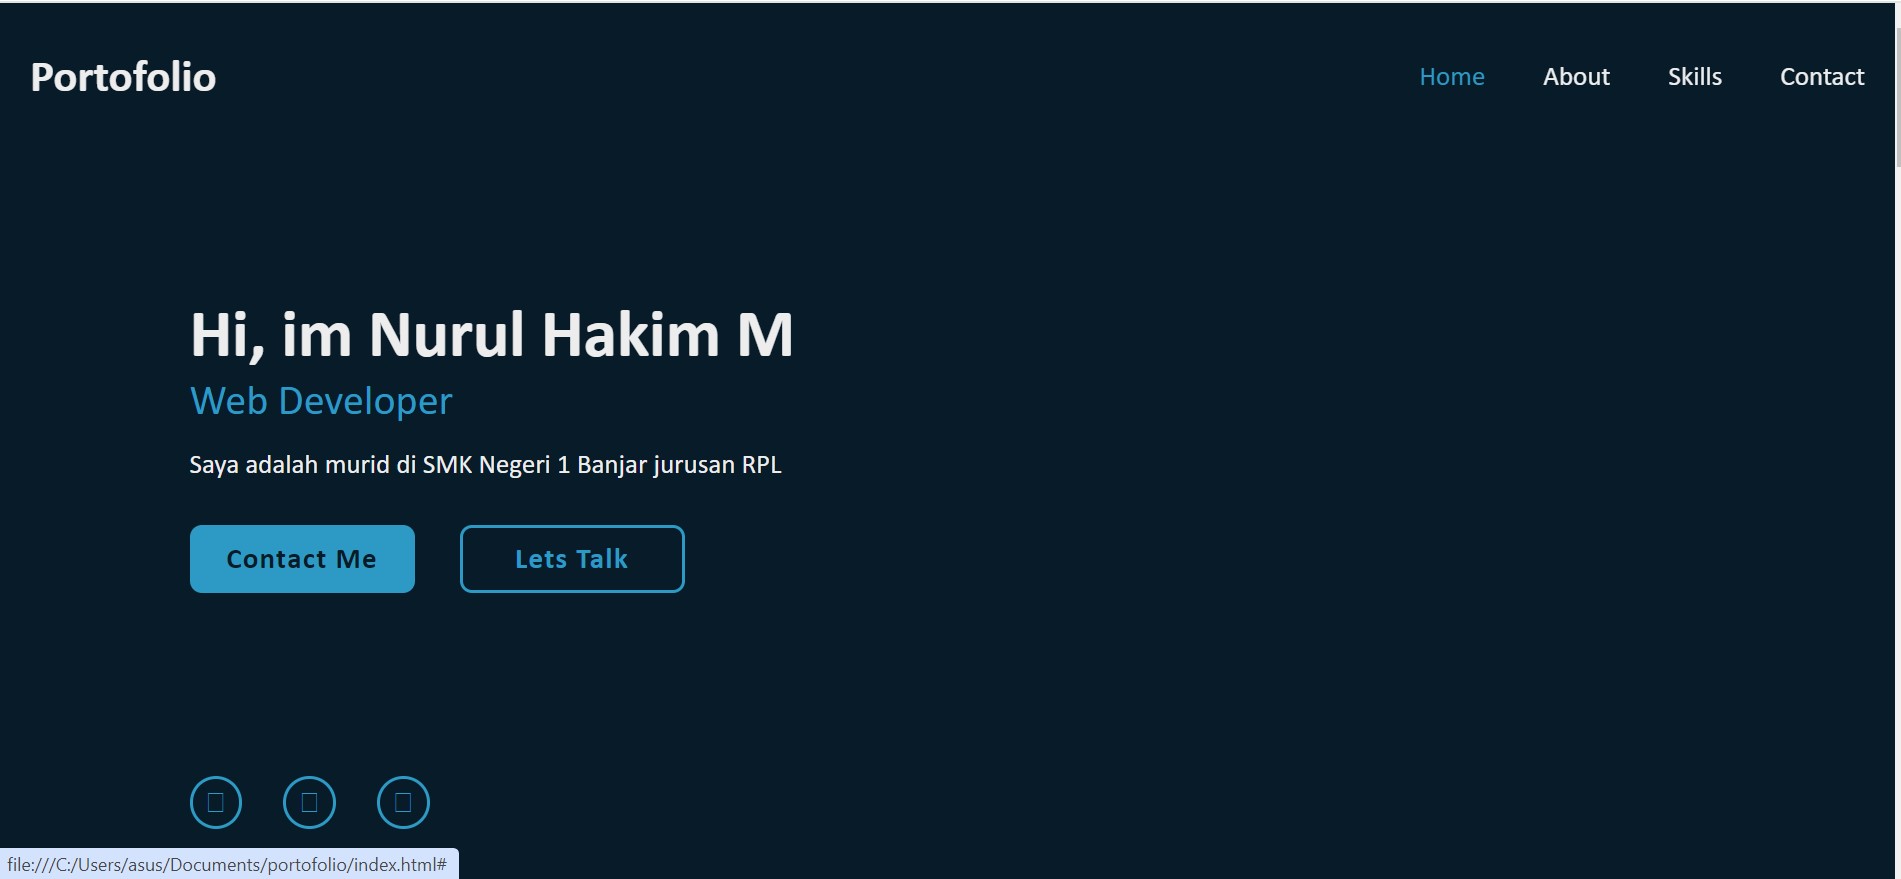 Portofolio
Home About Skills Contact
Hi, im Nurul Hakim M
Web Developer
Saya adalah murid di SMK Negeri 1 Banjar jurusan RPL
Contact Me Lets Talk
file:///C:/Users/asus/Documents/portofolio/index.html#